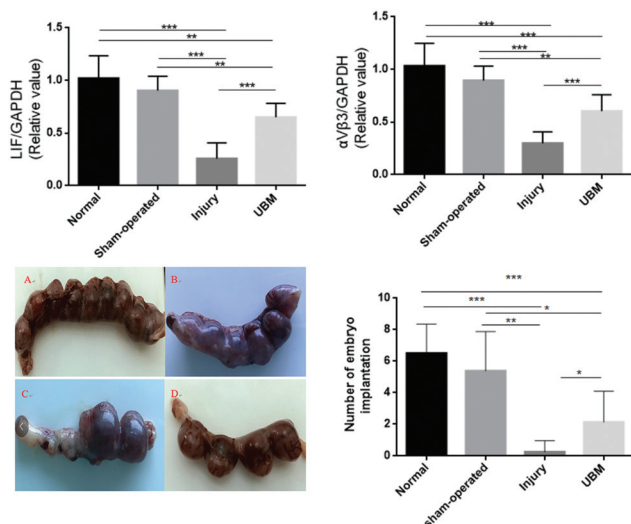 ***
**
***
**
***
LIF/GAPDH
(Relative value)
1.5
1.0
0.5
0.0
Normal
Sham-operated
Injury
UBM
***
***
***
**
***
αVβ3/GAPDH
(Relative value)
1.5
1.0
0.5
0.0
Normal
Sham-operated
Injury
UBM
A
B
C
D
***
***
*
**
*
Number of embryo
implantation
10
8
6
4
2
0
Normal
Sham-operated
Injury
UBM